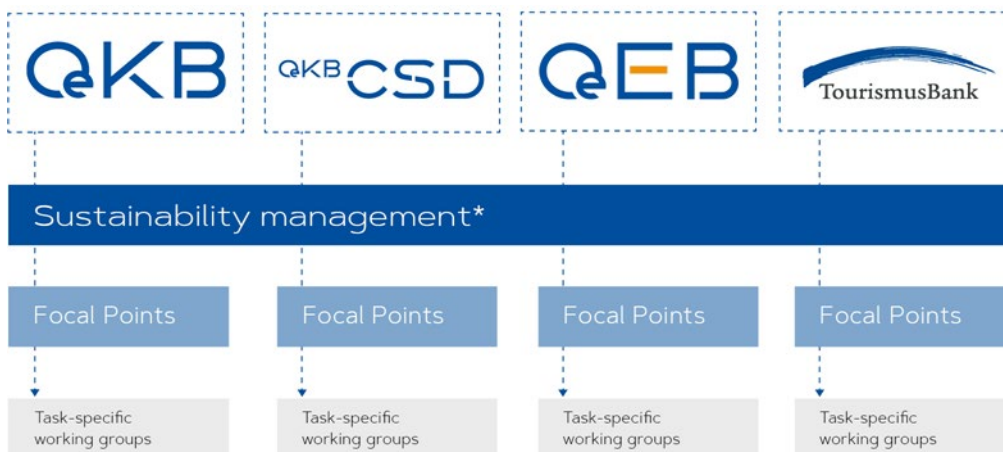 OeKB
OeKB CSD
OeEB
TourismusBank
Sustainability management*
Focal Points
Focal Points
Focal Points
Focal Points
Task-specific
working groups
Task-specific
working groups
Task-specific
working groups
Task-specific
working groups